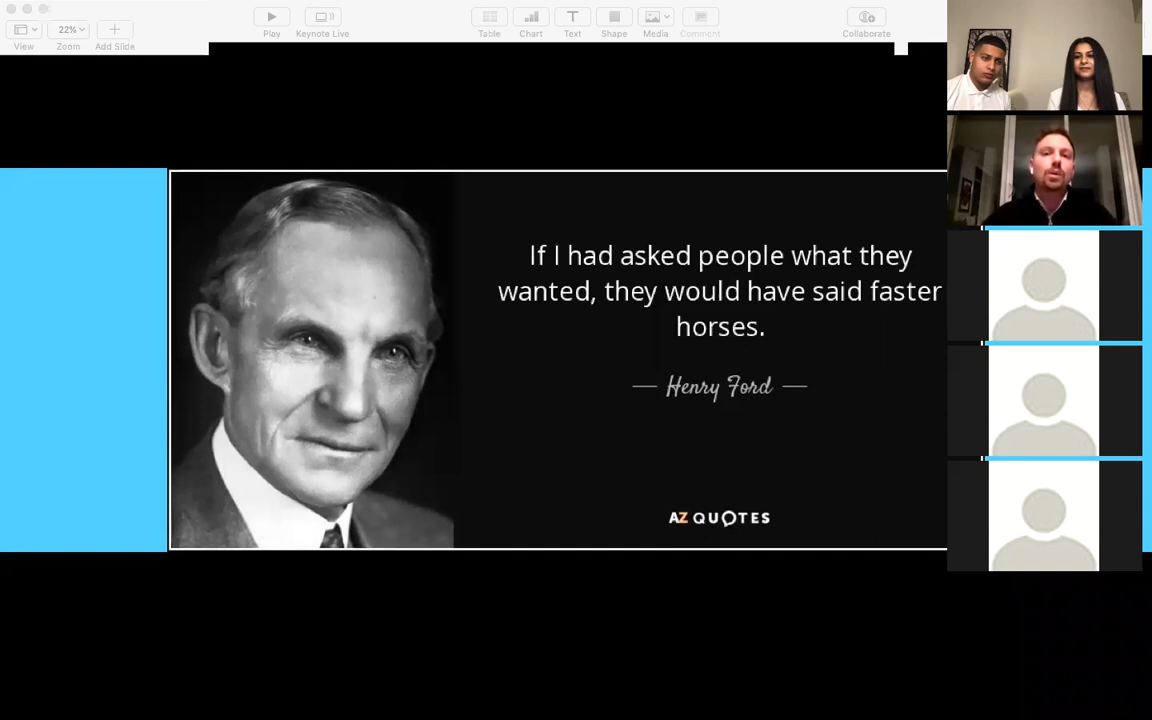 22%
View
Zoom
Add Slide
Play
Keynote Live
Table
Chart
Text
Shape
Media
Comment
Collaborate
If I had asked people what they
wanted, they would have said faster
horses.
— Henry Ford —
AZ QUOTES